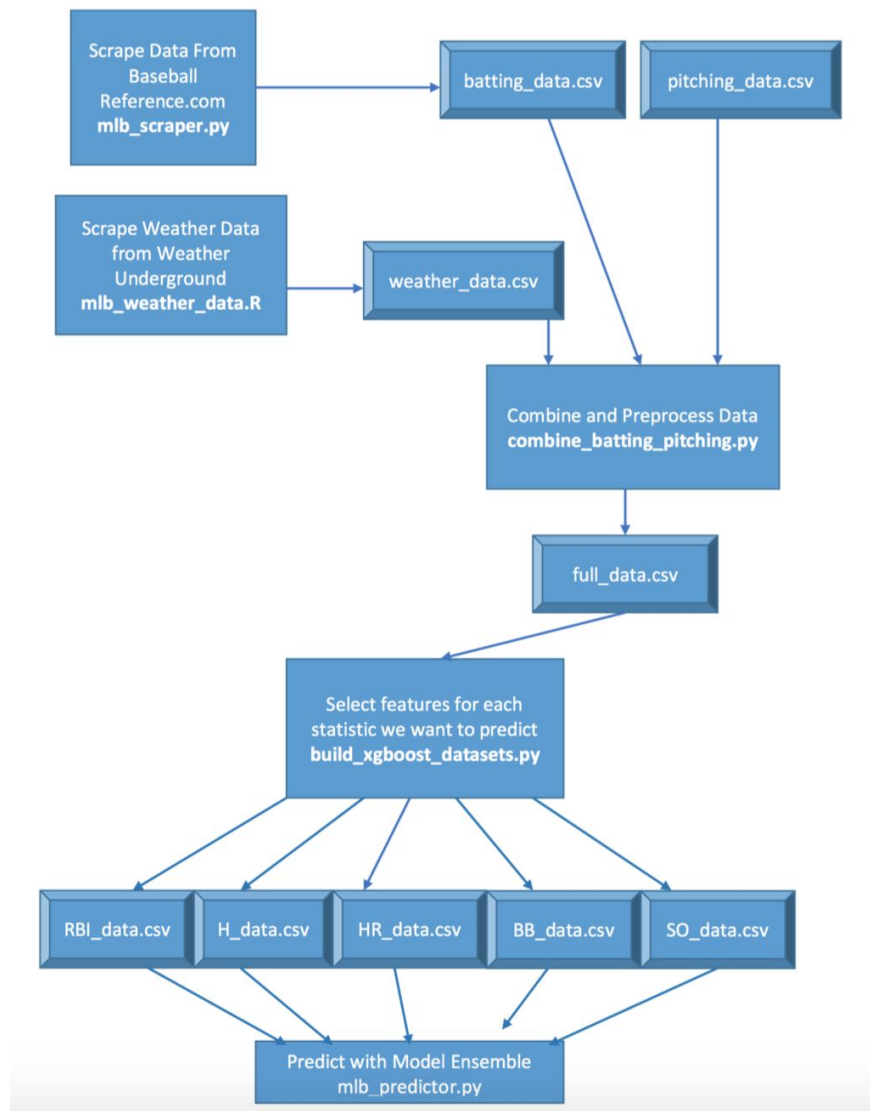 Scrape Data From
Baseball
Reference.com
mlb_scraper.py
batting_data.csv
pitching_data.csv
Scrape Weather Data
from Weather
Underground
mlb_weather_data.R
weather_data.csv
Combine and Preprocess Data
combine_batting_pitching.py
full_data.csv
Select features for each
statistic we want to predict
build_xgboost_datasets.py
RBI_data.csv
H_data.csv
HR_data.csv
BB_data.csv
SO_data.csv
Predict with Model Ensemble
mlb_predictor.py